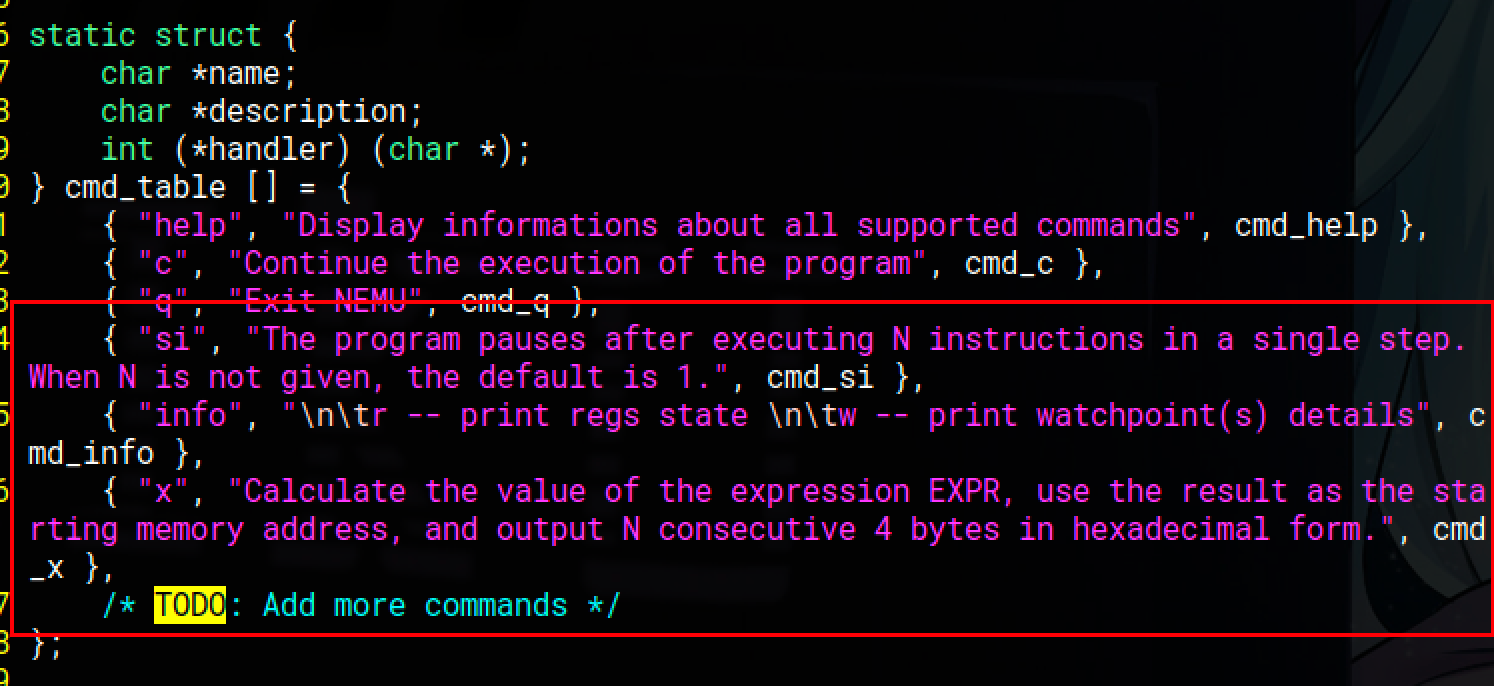 6 static struct {
7     char *name;
8     char *description;
9     int (*handler) (char *);
0 } cmd_table [] = {
1     { "help", "Display informations about all supported commands", cmd_help },
2     { "c", "Continue the execution of the program", cmd_c },
3     { "q", "Exit NEMU", cmd_q },
4     { "si", "The program pauses after executing N instructions in a single step.
When N is not given, the default is 1.", cmd_si },
5     { "info", "\n\tr -- print regs state \n\tw -- print watchpoint(s) details", c
md_info },
6     { "x", "Calculate the value of the expression EXPR, use the result as the sta
rting memory address, and output N consecutive 4 bytes in hexadecimal form.", cmd
_x },
7     /* TODO: Add more commands */
8 };
9